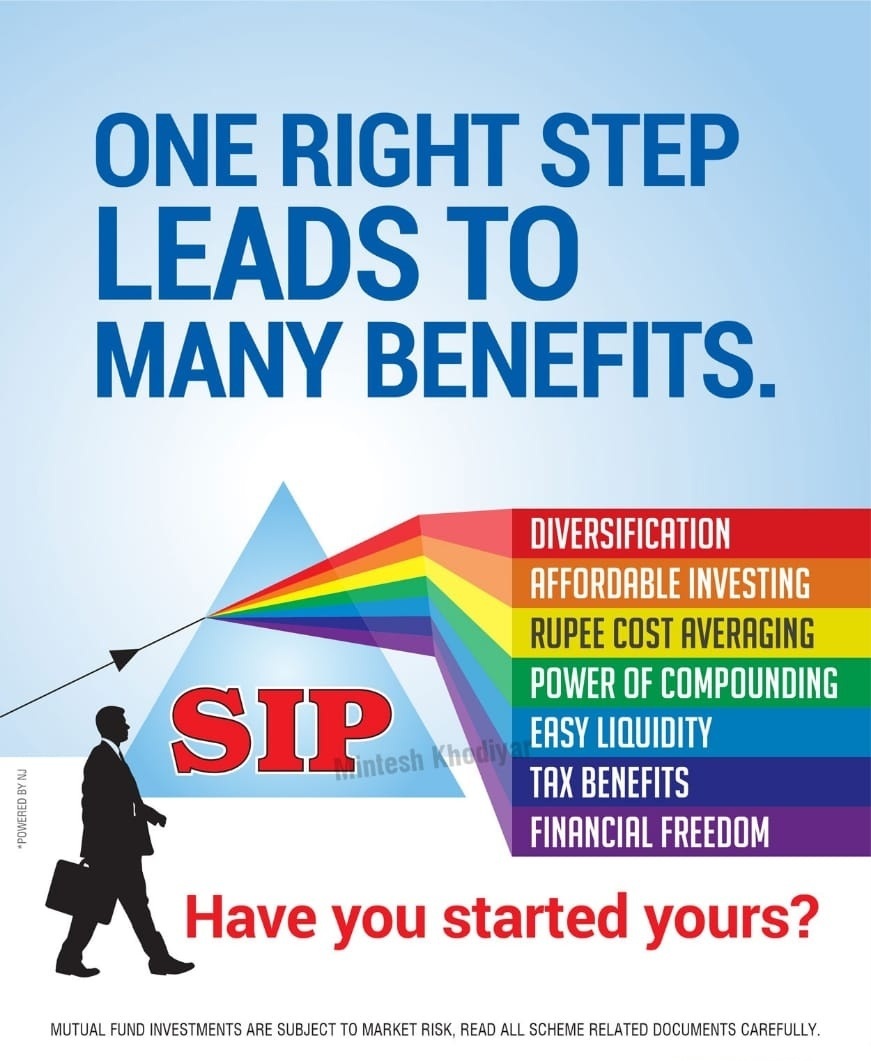 ONE RIGHT STEP
LEADS TO
MANY BENEFITS.
DIVERSIFICATION
AFFORDABLE INVESTING
RUPEE COST AVERAGING
POWER OF COMPOUNDING
EASY LIQUIDITY
TAX BENEFITS
FINANCIAL FREEDOM
SIP
Mintesh Khodiyar
*POWERED BY NJ
Have you started yours?
MUTUAL FUND INVESTMENTS ARE SUBJECT TO MARKET RISK, READ ALL SCHEME RELATED DOCUMENTS CAREFULLY.